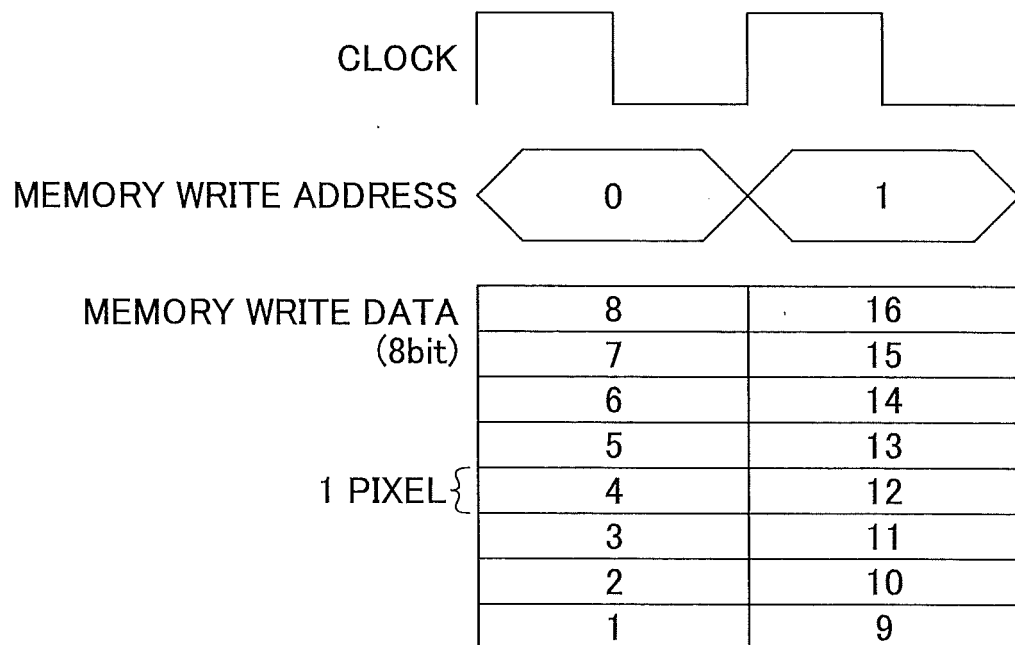 CLOCK
MEMORY WRITE ADDRESS 0 1
MEMORY WRITE DATA 8 16
(8bit) 7 15
6 14
5 13
1 PIXEL 4 12
3 11
2 10
1 9